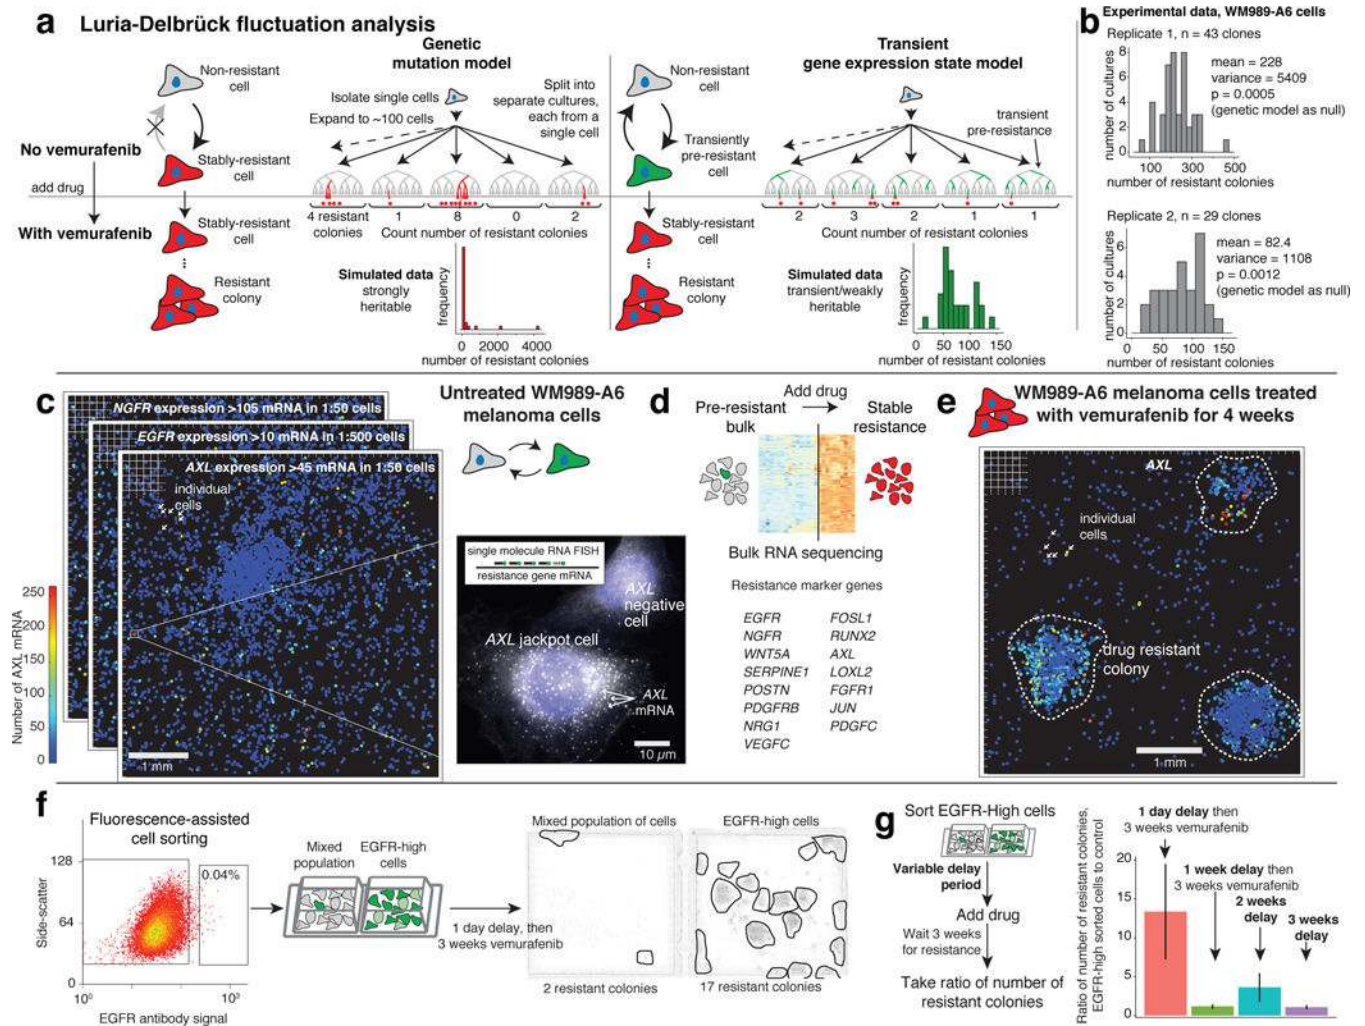 a Luria-Delbrück fluctuation analysis
Non-resistant
cell
No vemurafenib
add drug
With vemurafenib
Stably-resistant
cell
Stably-resistant
cell
Resistant
colony
Genetic
mutation model
Isolate single cells
Expand to ~100 cells
Split into
separate cultures,
each from a
single cell
4 resistant
colonies
1
8
0
2
Count number of resistant colonies
Simulated data
strongly
heritable
frequency
0 2000 4000
number of resistant colonies
Transient
gene expression state model
Non-resistant
cell
Transiently
pre-resistant
cell
Stably-resistant
cell
Resistant
colony
transient
pre-resistance
2
3
2
1
1
Count number of resistant colonies
Simulated data
transient/weakly
heritable
frequency
0 50 100 150
number of resistant colonies
b Experimental data, WM989-A6 cells
Replicate 1, n = 43 clones
number of cultures
8
6
4
2
0
100 300 500
number of resistant colonies
mean = 228
variance = 5409
p = 0.0005
(genetic model as null)
Replicate 2, n = 29 clones
number of cultures
6
4
2
0
0 50 100 150
number of resistant colonies
mean = 82.4
variance = 1108
p = 0.0012
(genetic model as null)
c
NGFR expression >105 mRNA in 1:50 cells
EGFR expression >10 mRNA in 1:500 cells
AXL expression >45 mRNA in 1:50 cells
individual
cells
Number of AXL mRNA
250
200
150
100
50
0
1 mm
Untreated WM989-A6
melanoma cells
single molecule RNA FISH
resistance gene mRNA
AXL
negative
cell
AXL jackpot cell
AXL
mRNA
10 µm
d
Add drug
Pre-resistant
bulk
Stable
resistance
Bulk RNA sequencing
Resistance marker genes
EGFR FOSL1
NGFR RUNX2
WNT5A AXL
SERPINE1 LOXL2
POSTN FGFR1
PDGFRB JUN
NRG1 PDGFC
VEGFC
e WM989-A6 melanoma cells treated
with vemurafenib for 4 weeks
AXL
individual
cells
drug resistant
colony
1 mm
f
Fluorescence-assisted
cell sorting
Side-scatter
128
64
0
0.04%
10⁰ 10³
EGFR antibody signal
Mixed
population
EGFR-high
cells
1 day delay, then
3 weeks vemurafenib
Mixed population of cells
2 resistant colonies
EGFR-high cells
17 resistant colonies
g Sort EGFR-High cells
Variable delay
period
Add drug
Wait 3 weeks
for resistance
Take ratio of number of
resistant colonies
Ratio of number of resistant colonies,
EGFR-high sorted cells to control
20
15
10
5
0
1 day delay then
3 weeks vemurafenib
1 week delay then
3 weeks vemurafenib
2 weeks
delay
3 weeks
delay